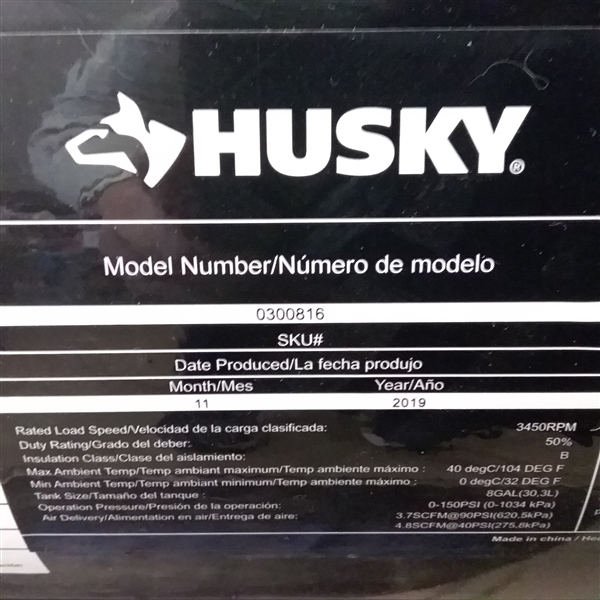 HUSKY®
Model Number/Número de modelo
0300816
SKU#
Date Produced/La fecha produjo
Month/Mes Year/Año
11 2019
Rated Load Speed/Velocidad de la carga clasificada: 3450RPM
Duty Rating/Grado del deber: 50%
Insulation Class/Clase del aislamiento: B
Max Ambient Temp/Temp ambiant maximum/Temp ambiente máximo : 40 degC/104 DEG F
Min Ambient Temp/Temp ambiant minimum/Temp ambiente mínimo : 0 degC/32 DEG F
Tank Size/Tamaño del tanque : 8GAL(30,3L)
Operation Pressure/Presión de la operación: 0-150PSI (0-1034 kPa)
Air Delivery/Alimentation en air/Entrega de aire: 3.7SCFM@90PSI(620.5kPa)
4.8SCFM@40PSI(275.8kPa)
Made in china /